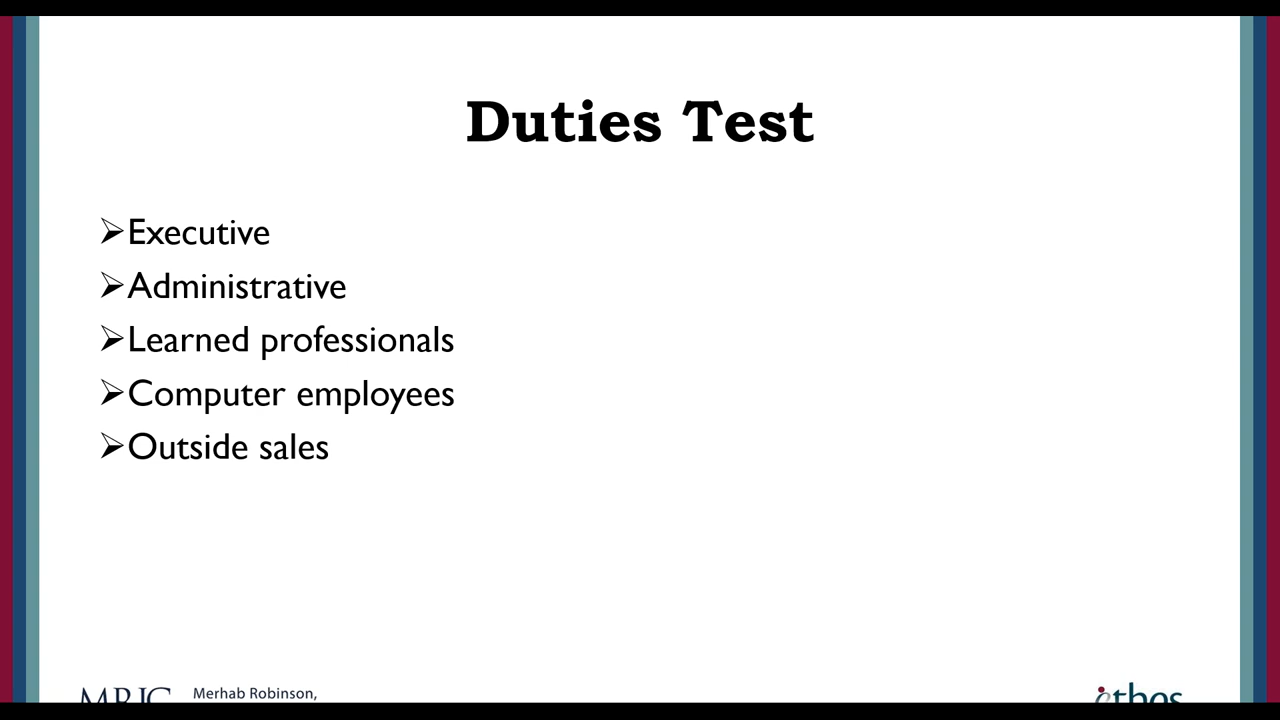 Duties Test
➢Executive
➢Administrative
➢Learned professionals
➢Computer employees
➢Outside sales
MRJC Merhab Robinson,
ethos